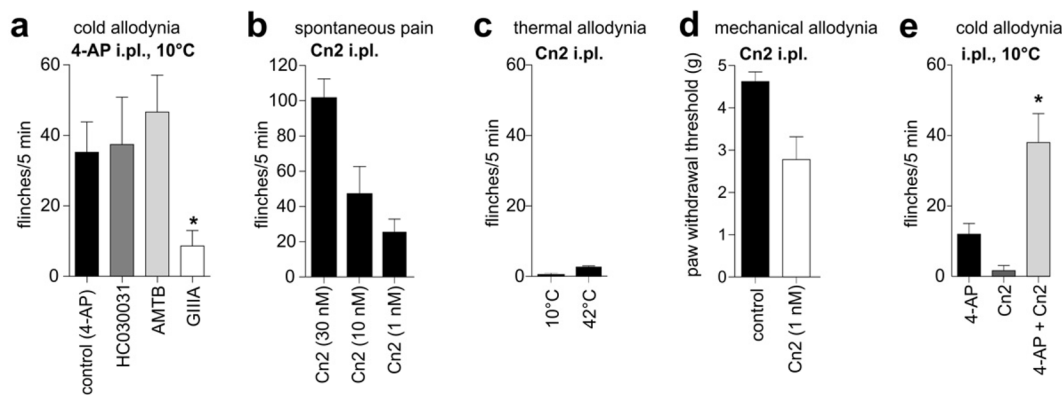 a
cold allodynia
4-AP i.pl., 10°C
60
40
20
0
flinches/5 min
control (4-AP)
HC030031
AMTB
GIIIA
*
b
spontaneous pain
Cn2 i.pl.
120
100
80
60
40
20
0
flinches/5 min
Cn2 (30 nM)
Cn2 (10 nM)
Cn2 (1 nM)
c
thermal allodynia
Cn2 i.pl.
60
40
20
0
flinches/5 min
10°C
42°C
d
mechanical allodynia
Cn2 i.pl.
5
4
3
2
1
0
paw withdrawal threshold (g)
control
Cn2 (1 nM)
e
cold allodynia
i.pl., 10°C
60
40
20
0
flinches/5 min
*
4-AP
Cn2
4-AP + Cn2